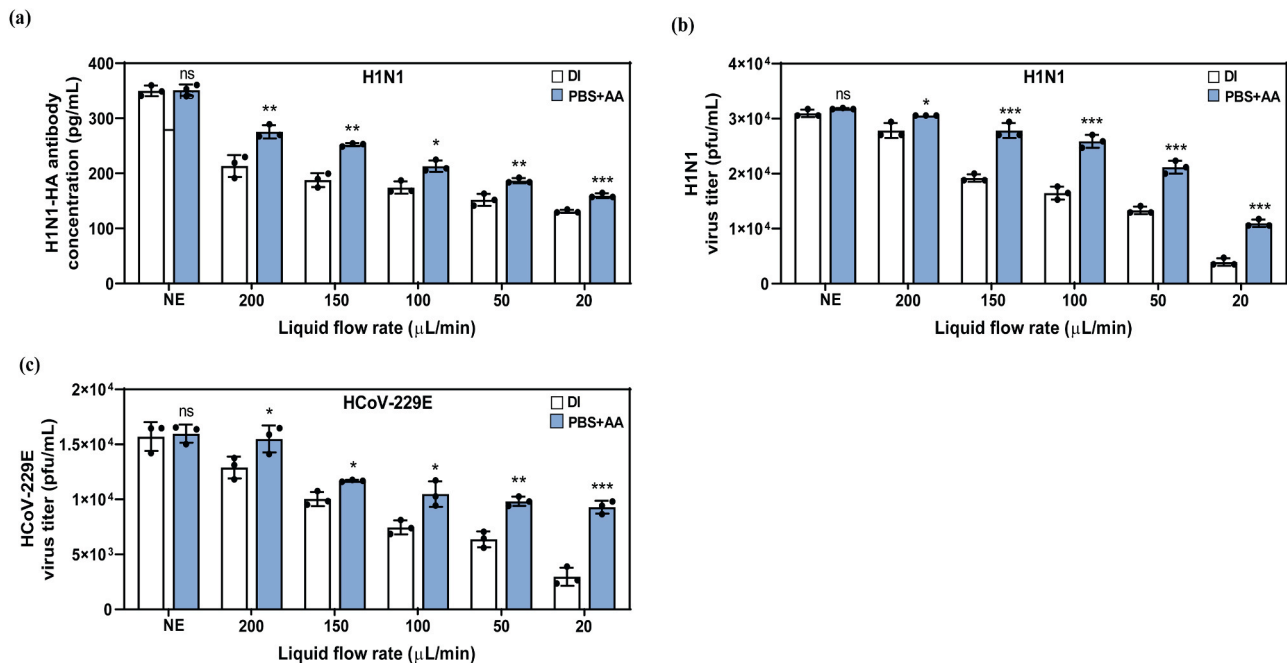 (a)
H1N1
DI
PBS+AA
H1N1-HA antibody
concentration (pg/mL)
400
300
200
100
0
ns
**
**
*
**
***
NE
200
150
100
50
20
Liquid flow rate (μL/min)
(b)
H1N1
DI
PBS+AA
H1N1
virus titer (pfu/mL)
4×10⁴
3×10⁴
2×10⁴
1×10⁴
0
ns
*
***
***
***
***
NE
200
150
100
50
20
Liquid flow rate (μL/min)
(c)
HCoV-229E
DI
PBS+AA
HCoV-229E
virus titer (pfu/mL)
2×10⁴
1.5×10⁴
1×10⁴
5×10³
0
ns
*
*
*
**
***
NE
200
150
100
50
20
Liquid flow rate (μL/min)